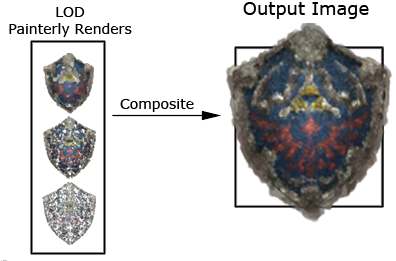 LOD
Painterly Renders
Composite
Output Image